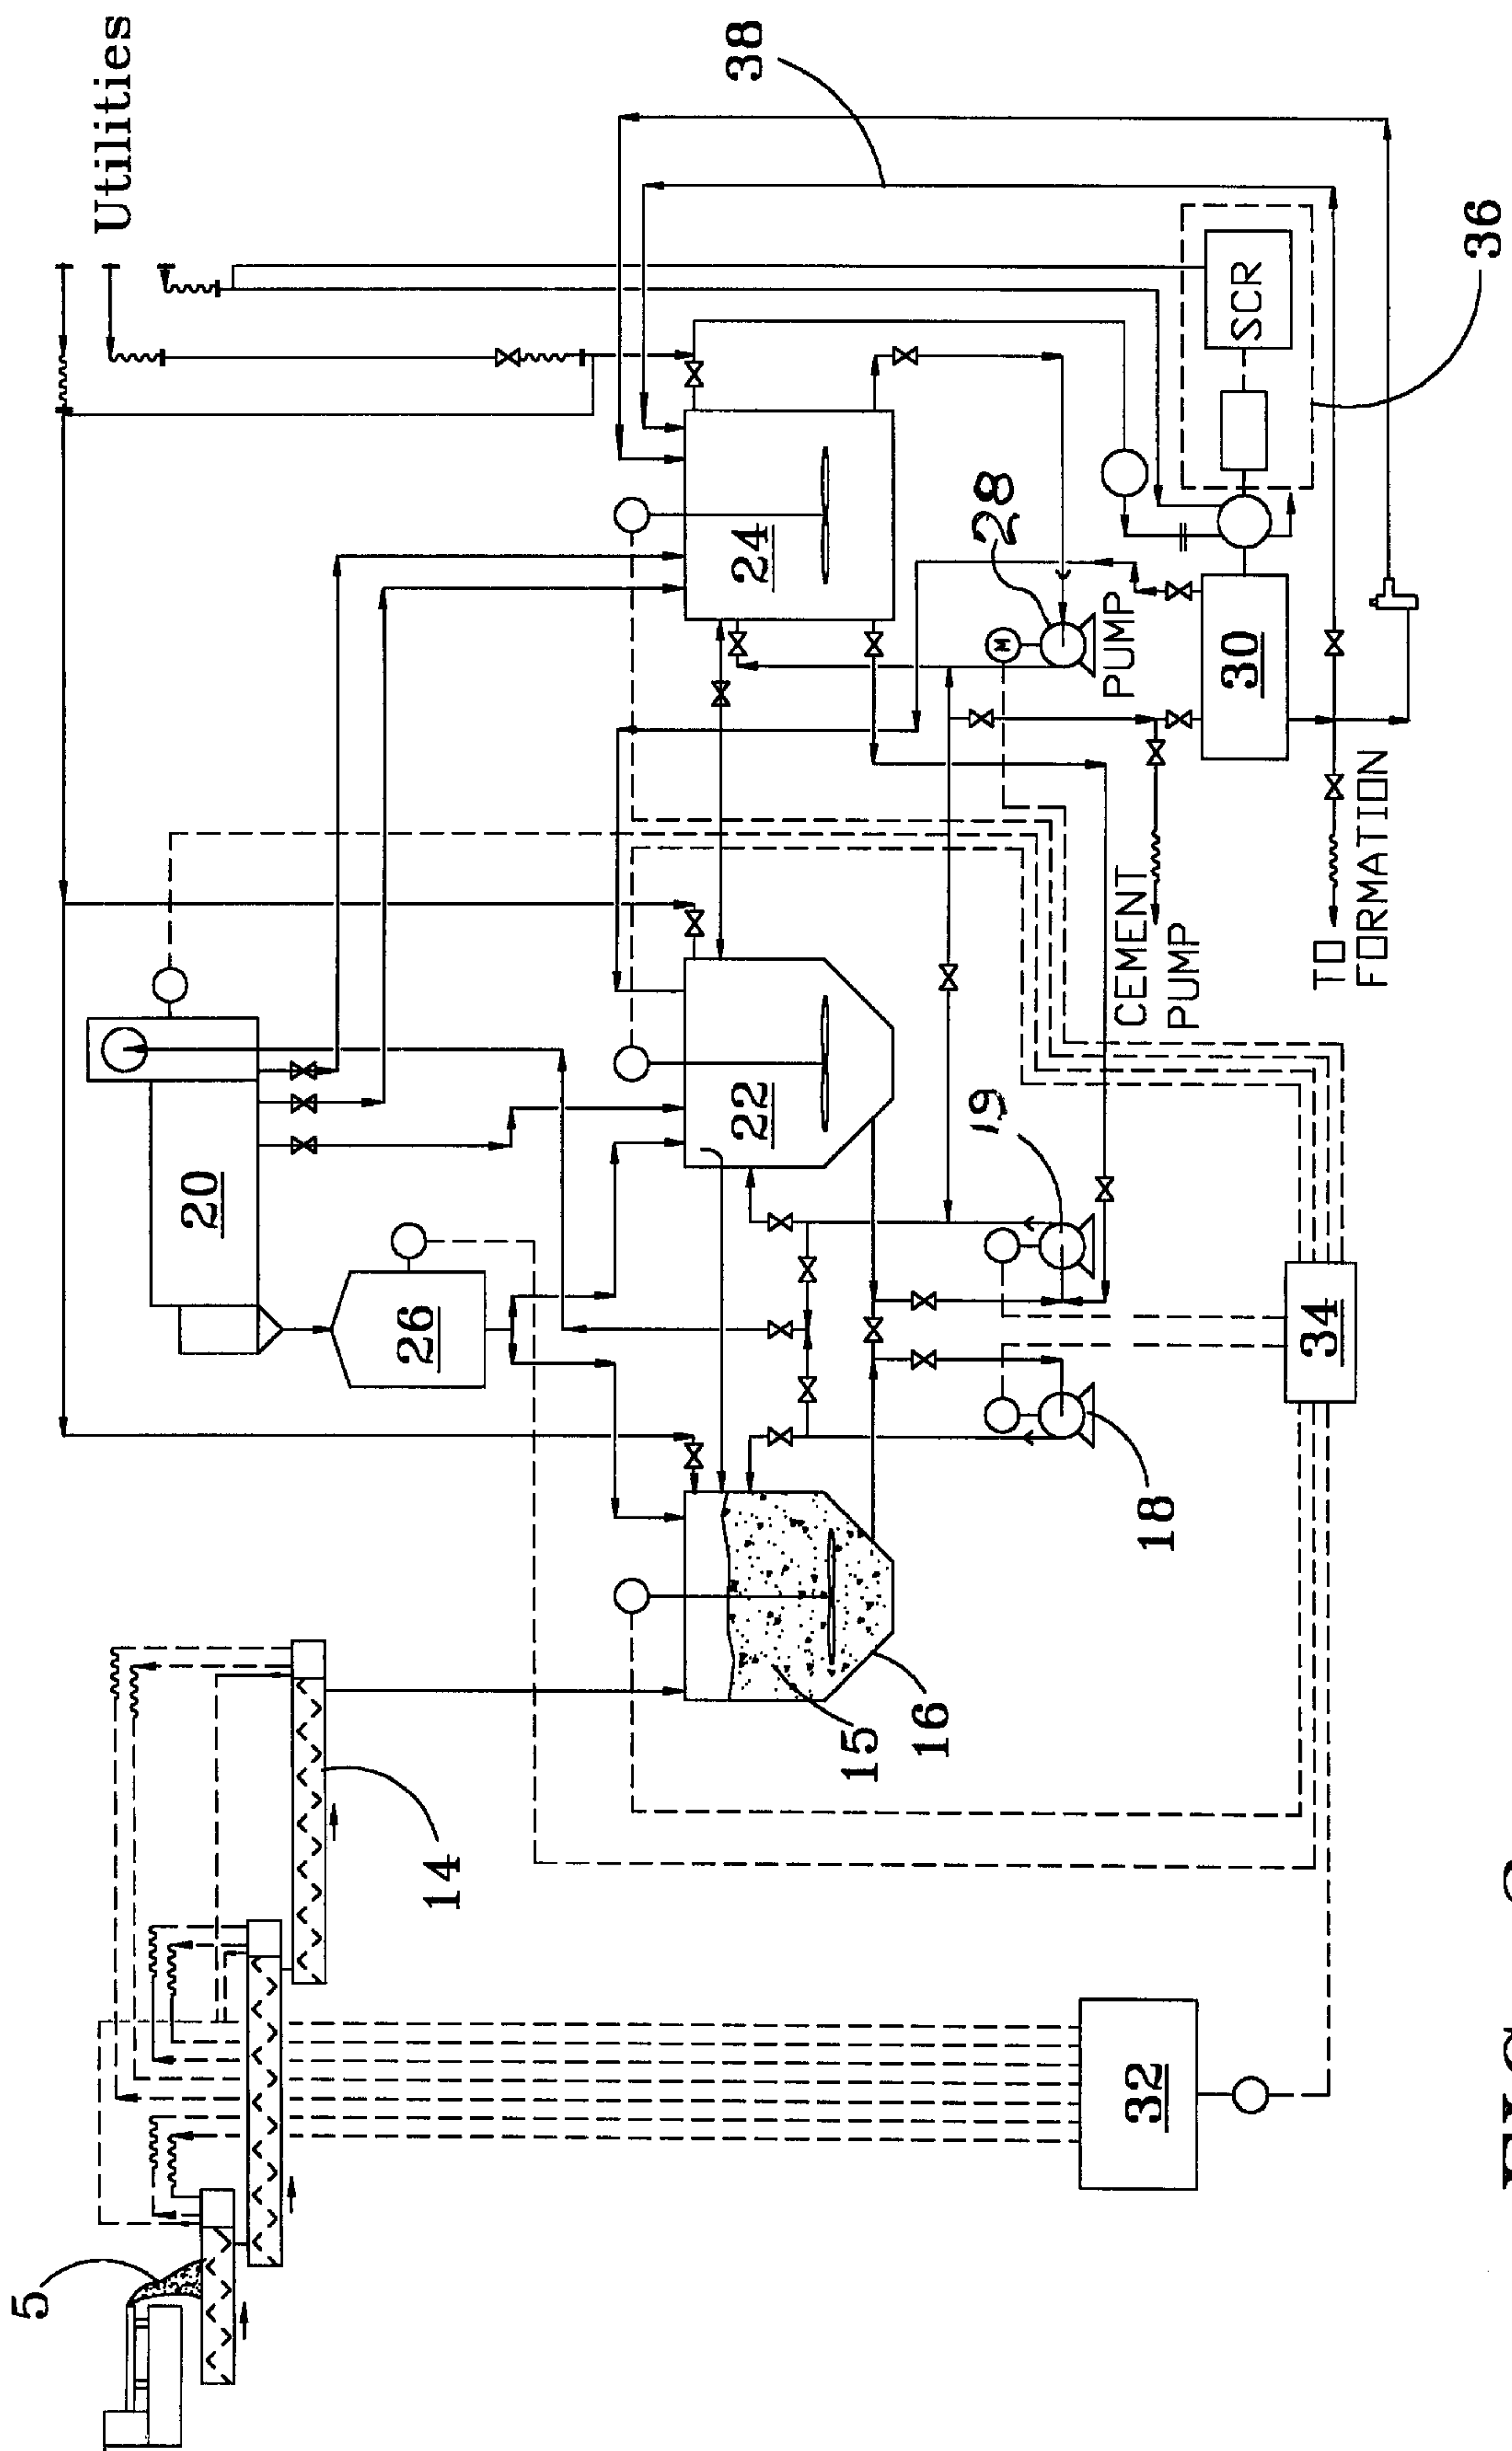 Utilities
38
36
SCR
24
28
PUMP
30
20
22
26
19
CEMENT
PUMP
TO
FORMATION
34
18
15
16
14
32
5